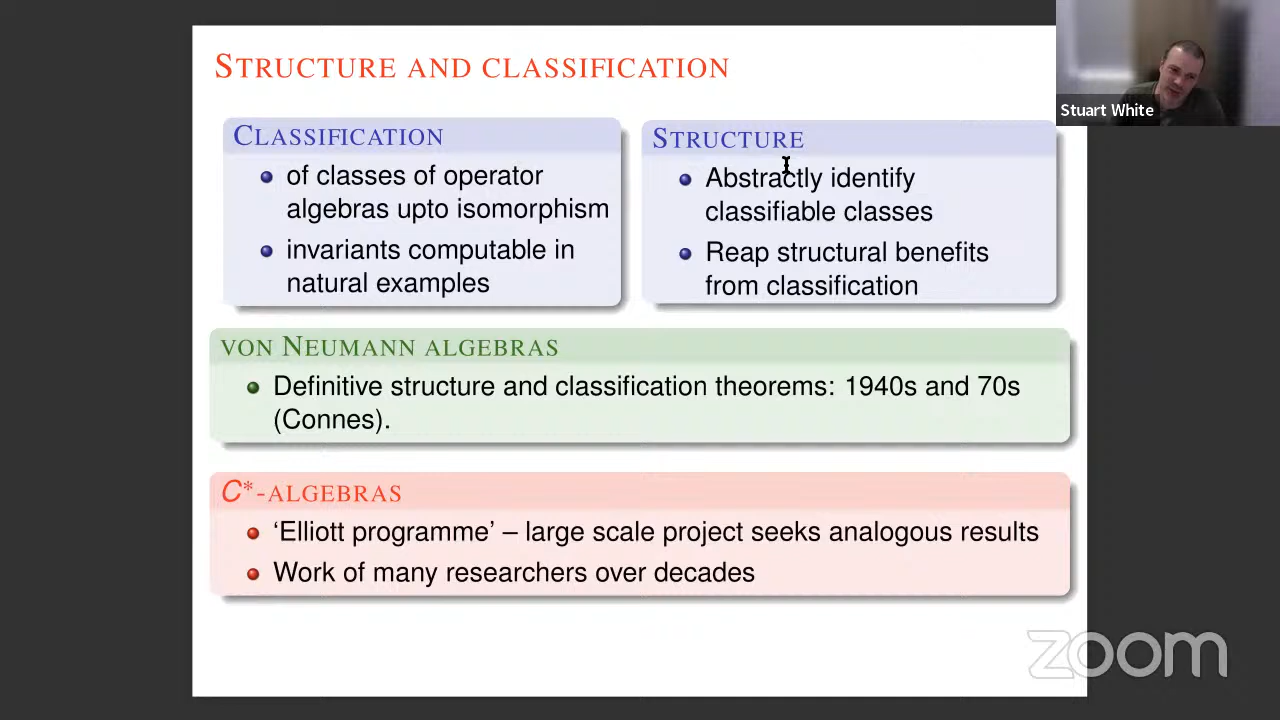 STRUCTURE AND CLASSIFICATION
Stuart White
CLASSIFICATION
of classes of operator
algebras upto isomorphism
invariants computable in
natural examples
STRUCTURE
Abstractly identify
classifiable classes
Reap structural benefits
from classification
VON NEUMANN ALGEBRAS
Definitive structure and classification theorems: 1940s and 70s
(Connes).
C*-ALGEBRAS
‘Elliott programme’ – large scale project seeks analogous results
Work of many researchers over decades
zoom